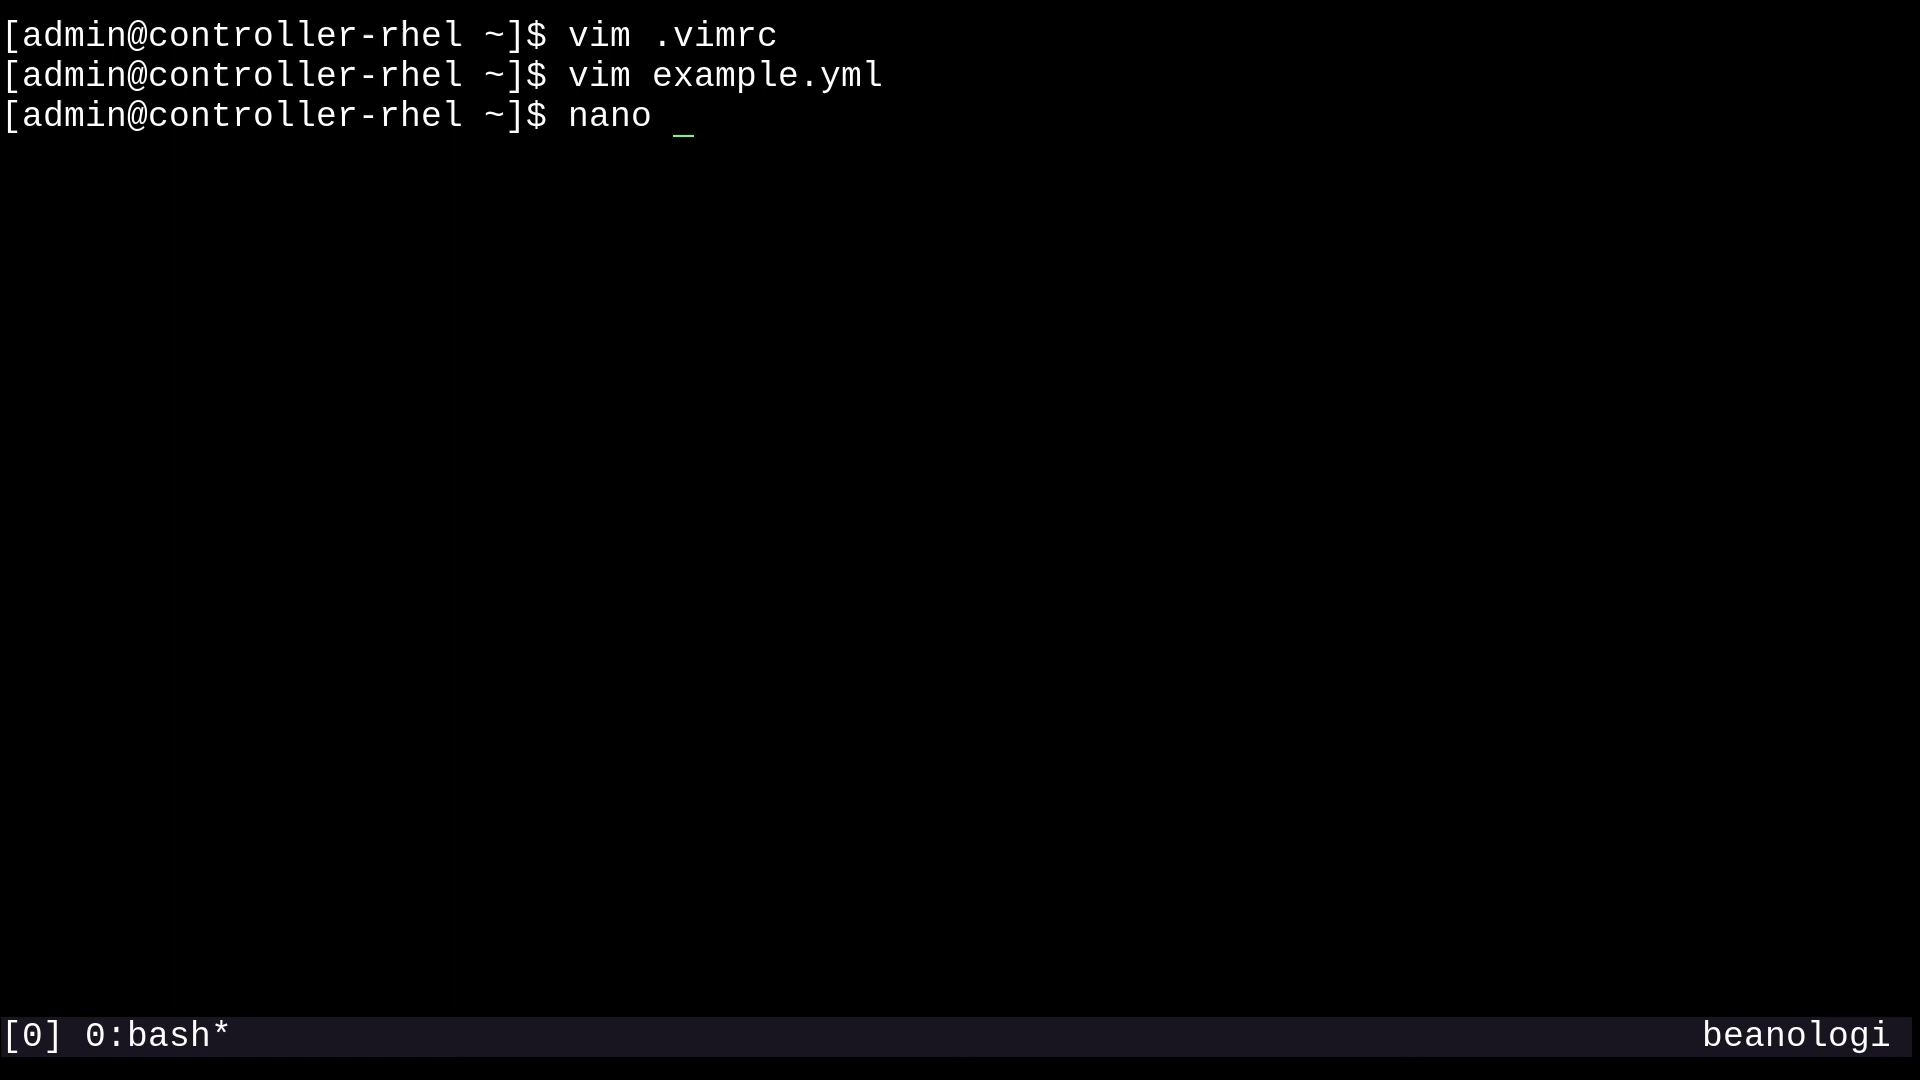 [admin@controller-rhel ~]$ vim .vimrc
[admin@controller-rhel ~]$ vim example.yml
[admin@controller-rhel ~]$ nano _
[0] 0:bash* beanologi